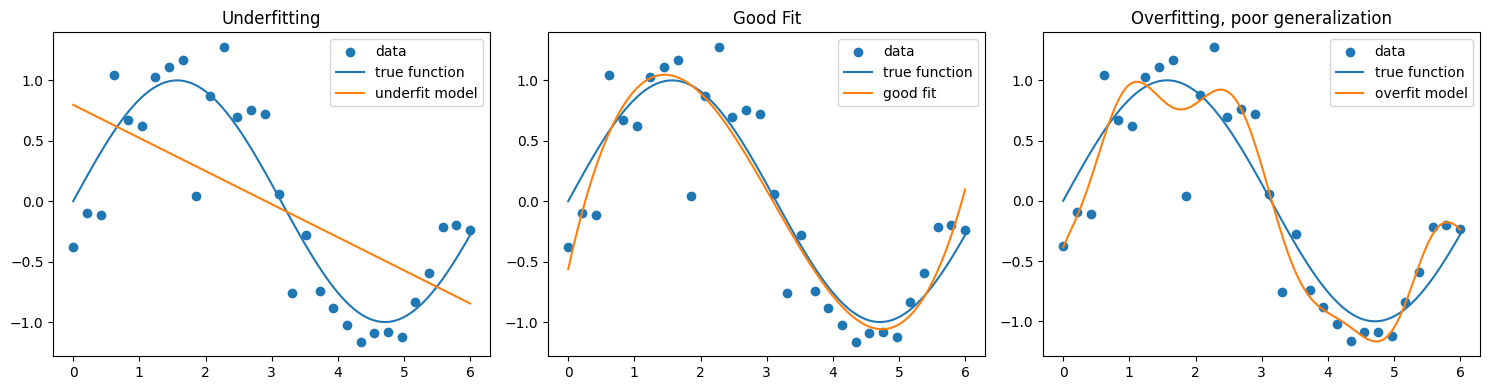 Underfitting
data
true function
underfit model
1.0
0.5
0.0
−0.5
−1.0
0 1 2 3 4 5 6
Good Fit
data
true function
good fit
1.0
0.5
0.0
−0.5
−1.0
0 1 2 3 4 5 6
Overfitting, poor generalization
data
true function
overfit model
1.0
0.5
0.0
−0.5
−1.0
0 1 2 3 4 5 6